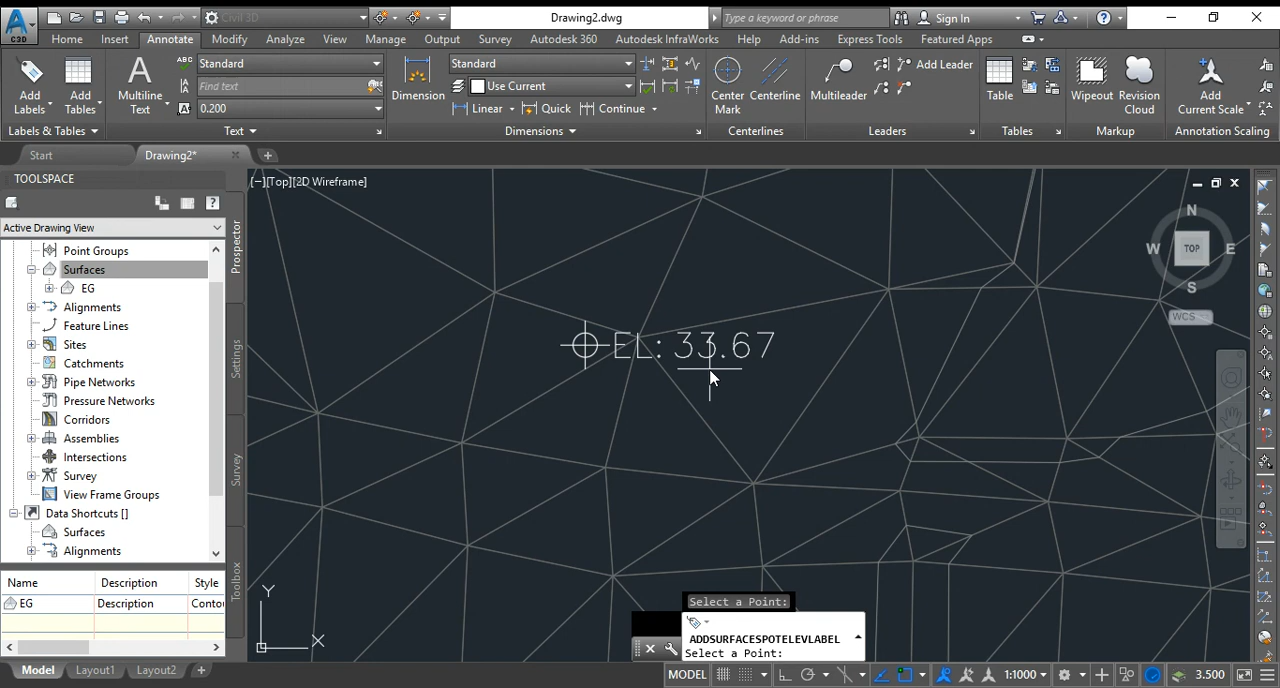 Civil 3D
Drawing2.dwg
Type a keyword or phrase
Sign In
C3D
Home
Insert
Annotate
Modify
Analyze
View
Manage
Output
Survey
Autodesk 360
Autodesk InfraWorks
Help
Add-ins
Express Tools
Featured Apps
Add
Labels
Add
Tables
Labels & Tables
Multiline
Text
ABC
Standard
Find text
0.200
Text
Dimension
Standard
Use Current
Linear
Quick
Continue
Dimensions
Center
Mark
Centerline
Centerlines
Multileader
Add Leader
Leaders
Table
Tables
Wipeout
Revision
Cloud
Markup
Add
Current Scale
Annotation Scaling
Start
Drawing2*
TOOLSPACE
Active Drawing View
Point Groups
Surfaces
EG
Alignments
Feature Lines
Sites
Catchments
Pipe Networks
Pressure Networks
Corridors
Assemblies
Intersections
Survey
View Frame Groups
Data Shortcuts []
Surfaces
Alignments
Name
Description
Style
EG
Description
Conto
Prospector
Settings
Survey
Toolbox
[−][Top][2D Wireframe]
N
W
TOP
E
S
WCS
EL: 33.67
Y
X
Select a Point:
ADDSURFACESPOTELEVLABEL
Select a Point:
Model
Layout1
Layout2
MODEL
1:1000
3.500